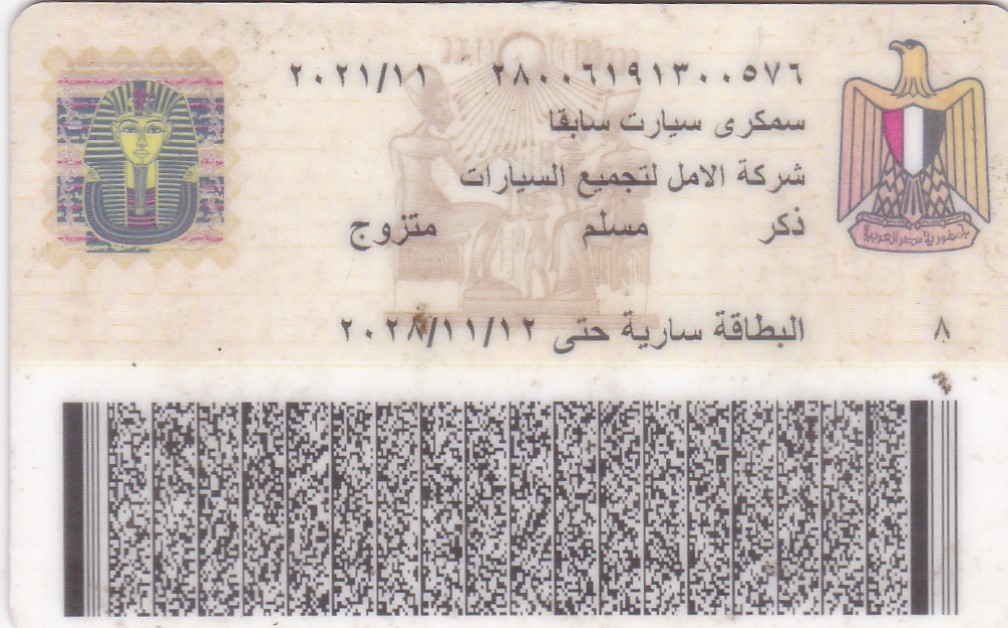 ٢٨٠٠٦١٩١٣٠٠٥٧٦ ٢٠٢١/١١
سمكرى سيارت سابقا
شركة الامل لتجميع السيارات
ذكر مسلم متزوج
البطاقة سارية حتى ٢٠٢٨/١١/١٢
٨
جمهورية مصر العربية